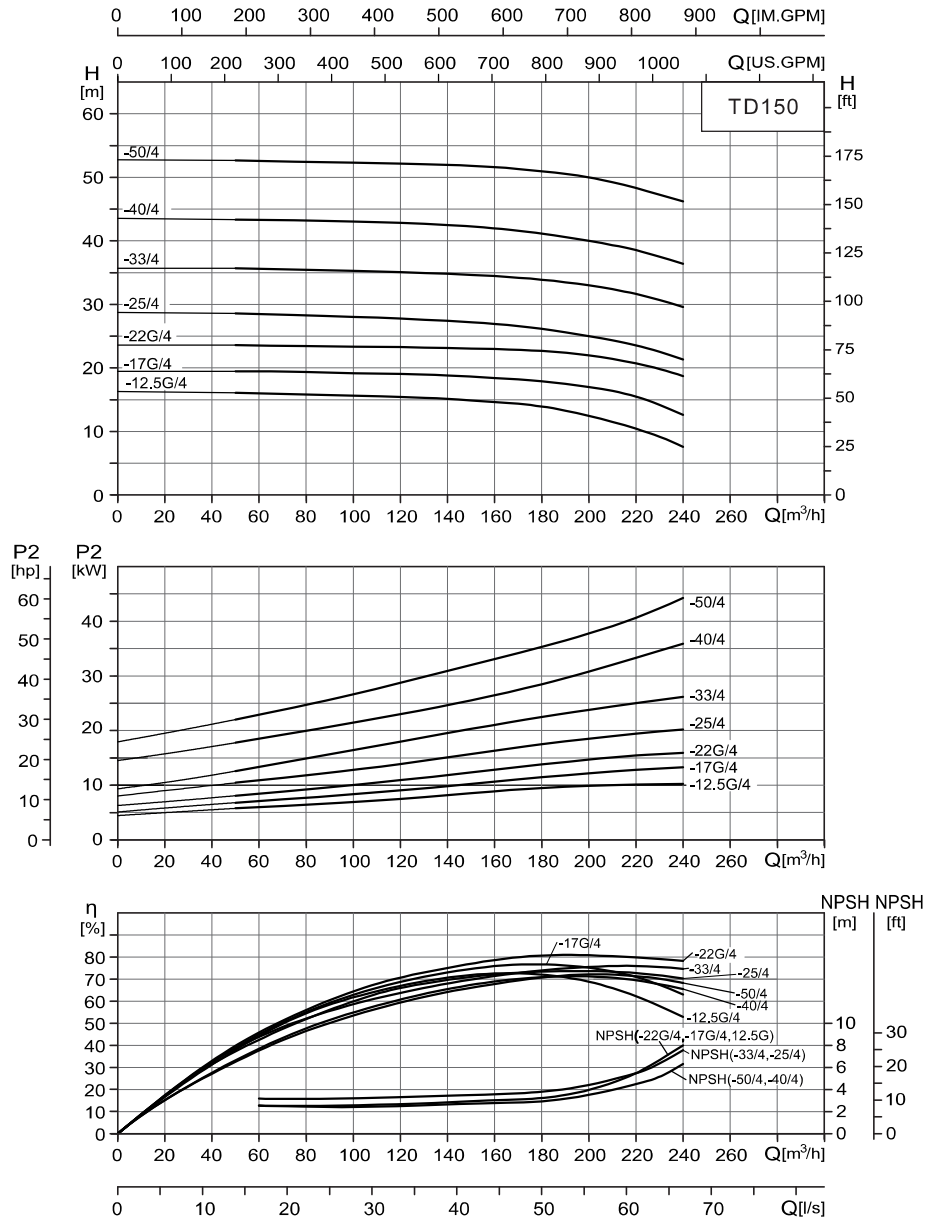 0 100 200 300 400 500 600 700 800 900 Q[IM.GPM]
0 100 200 300 400 500 600 700 800 900 1000 Q[US.GPM]
H
[m]
H
[ft]
TD150
60
50
40
30
20
10
0
175
150
125
100
75
50
25
0
-50/4
-40/4
-33/4
-25/4
-22G/4
-17G/4
-12.5G/4
0 20 40 60 80 100 120 140 160 180 200 220 240 260 Q[m³/h]
P2
[hp]
P2
[kW]
60
50
40
30
20
10
0
40
30
20
10
0
-50/4
-40/4
-33/4
-25/4
-22G/4
-17G/4
-12.5G/4
0 20 40 60 80 100 120 140 160 180 200 220 240 260 Q[m³/h]
η
[%]
NPSH
[m]
NPSH
[ft]
80
70
60
50
40
30
20
10
0
10
8
6
4
2
0
30
20
10
0
-17G/4
-22G/4
-33/4
-25/4
-50/4
-40/4
-12.5G/4
NPSH(-22G/4,-17G/4,12.5G)
NPSH(-33/4,-25/4)
NPSH(-50/4,-40/4)
0 20 40 60 80 100 120 140 160 180 200 220 240 260 Q[m³/h]
0 10 20 30 40 50 60 70 Q[l/s]